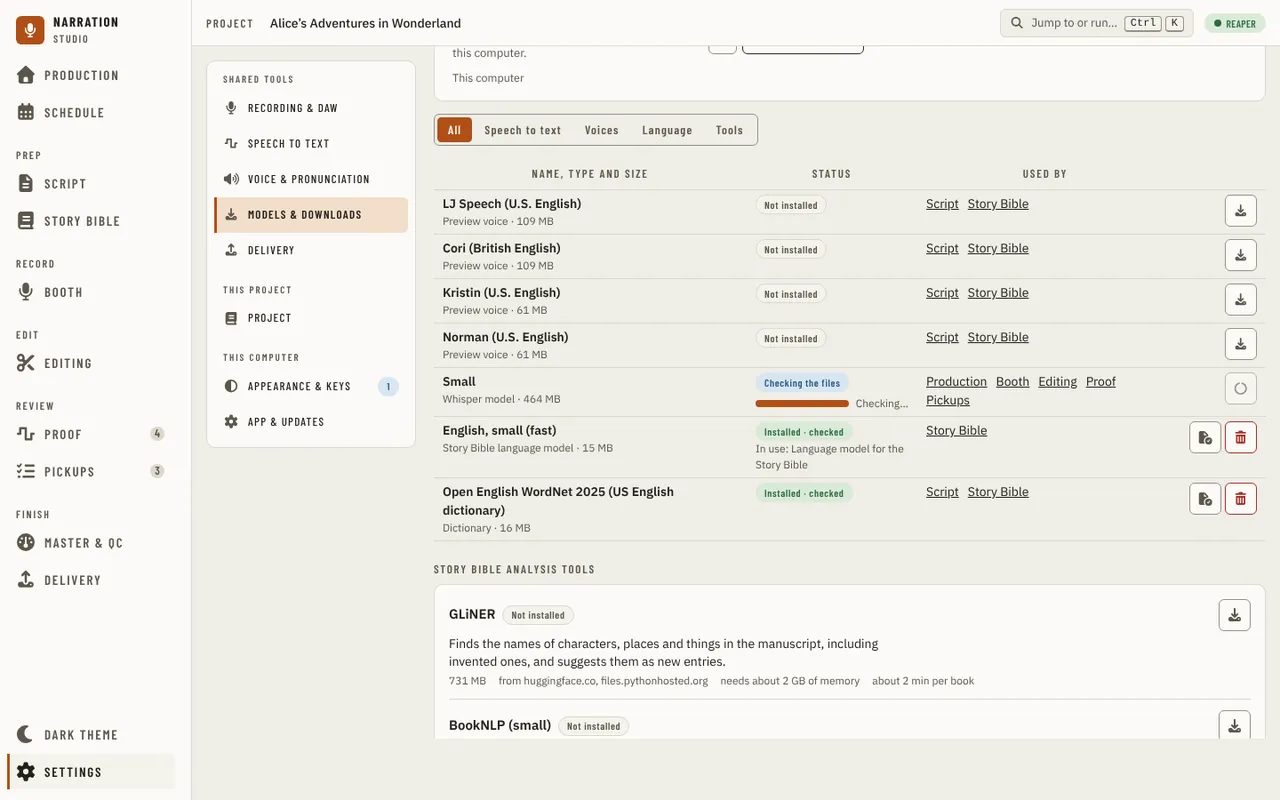 NARRATION
STUDIO
PRODUCTION
SCHEDULE
PREP
SCRIPT
STORY BIBLE
RECORD
BOOTH
EDIT
EDITING
REVIEW
PROOF 4
PICKUPS 3
FINISH
MASTER & QC
DELIVERY
DARK THEME
SETTINGS
PROJECT Alice's Adventures in Wonderland
Jump to or run... Ctrl K
REAPER
SHARED TOOLS
RECORDING & DAW
SPEECH TO TEXT
VOICE & PRONUNCIATION
MODELS & DOWNLOADS
DELIVERY
THIS PROJECT
PROJECT
THIS COMPUTER
APPEARANCE & KEYS 1
APP & UPDATES
this computer.
This computer
All Speech to text Voices Language Tools
NAME, TYPE AND SIZE STATUS USED BY
LJ Speech (U.S. English) Not installed Script Story Bible
Preview voice · 109 MB
Cori (British English) Not installed Script Story Bible
Preview voice · 109 MB
Kristin (U.S. English) Not installed Script Story Bible
Preview voice · 61 MB
Norman (U.S. English) Not installed Script Story Bible
Preview voice · 61 MB
Small Checking the files Production Booth Editing Proof
Whisper model · 464 MB Checking... Pickups
English, small (fast) Installed · checked Story Bible
Story Bible language model · 15 MB In use: Language model for the
Story Bible
Open English WordNet 2025 (US English Installed · checked Script Story Bible
dictionary)
Dictionary · 16 MB
STORY BIBLE ANALYSIS TOOLS
GLiNER Not installed
Finds the names of characters, places and things in the manuscript, including
invented ones, and suggests them as new entries.
731 MB from huggingface.co, files.pythonhosted.org needs about 2 GB of memory about 2 min per book
BookNLP (small) Not installed